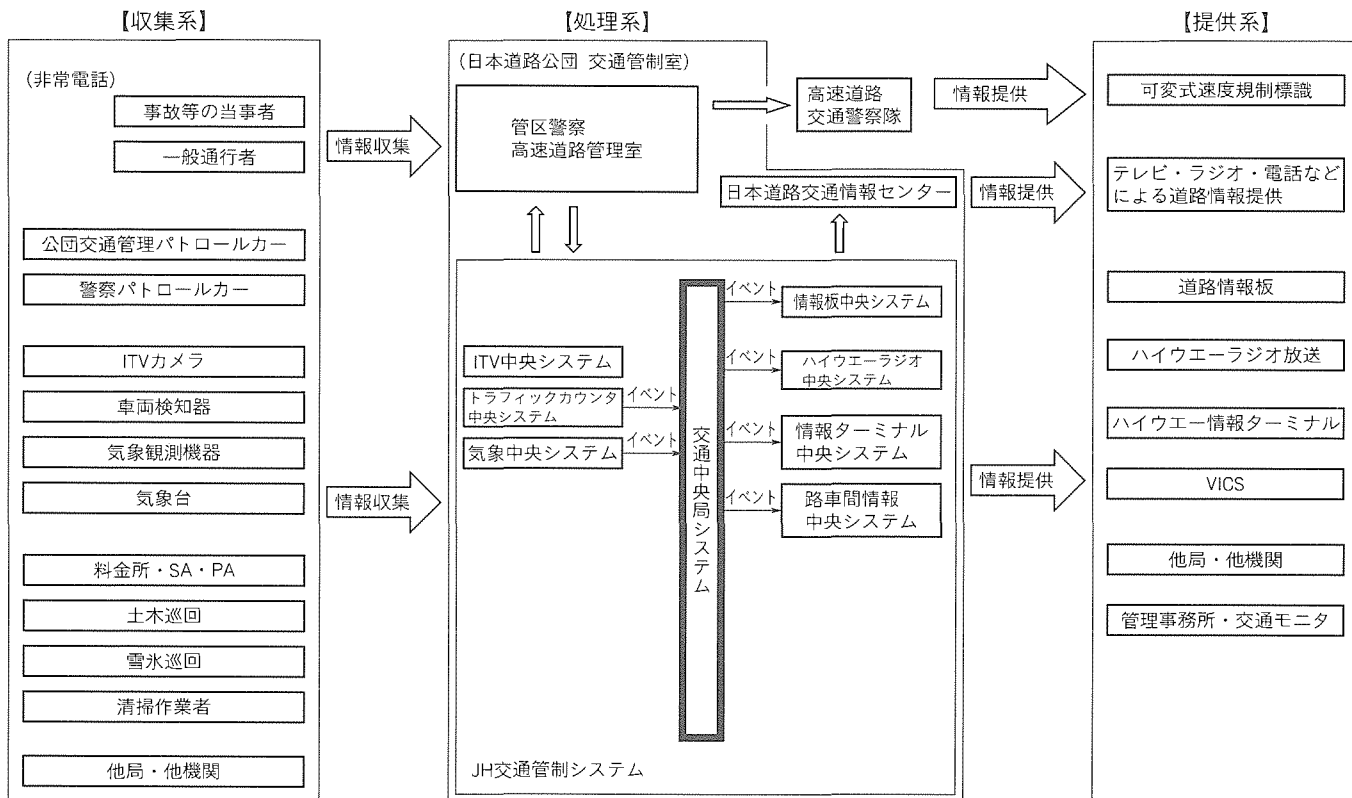 【収集系】
(非常電話)
事故等の当事者
一般通行者
公団交通管理パトロールカー
警察パトロールカー
ITVカメラ
車両検知器
気象観測機器
気象台
料金所・SA・PA
土木巡回
雪氷巡回
清掃作業者
他局・他機関
情報収集
情報収集
【処理系】
(日本道路公団 交通管制室)
管区警察
高速道路管理室
高速道路
交通警察隊
日本道路交通情報センター
ITV中央システム
トラフィックカウンタ
中央システム
気象中央システム
イベント
イベント
交通中央局システム
イベント
情報板中央システム
イベント
ハイウエーラジオ
中央システム
イベント
情報ターミナル
中央システム
イベント
路車間情報
中央システム
JH交通管制システム
情報提供
情報提供
情報提供
【提供系】
可変式速度規制標識
テレビ・ラジオ・電話など
による道路情報提供
道路情報板
ハイウエーラジオ放送
ハイウエー情報ターミナル
VICS
他局・他機関
管理事務所・交通モニタ